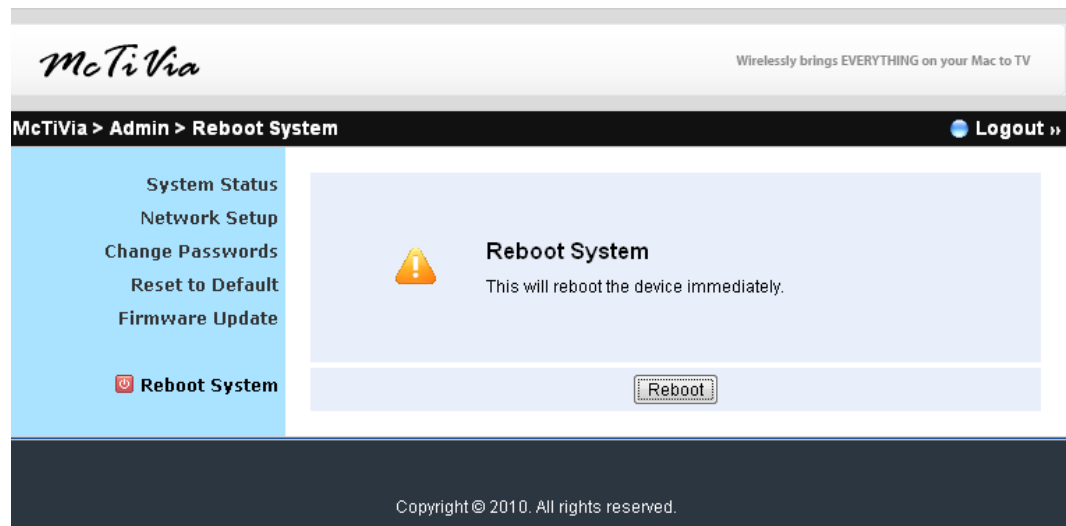 McTiVia
Wirelessly brings EVERYTHING on your Mac to TV
McTiVia > Admin > Reboot System
Logout »
System Status
Network Setup
Change Passwords
Reset to Default
Firmware Update
Reboot System
Reboot System
This will reboot the device immediately.
Reboot
Copyright © 2010. All rights reserved.